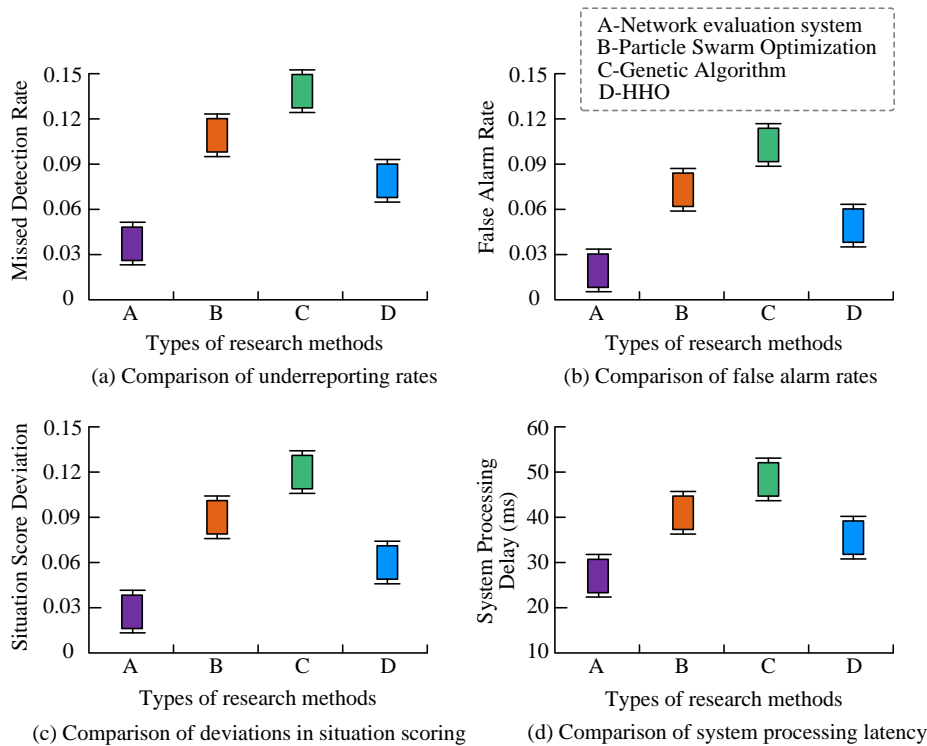 A-Network evaluation system
B-Particle Swarm Optimization
C-Genetic Algorithm
D-HHO
Missed Detection Rate
0.15
0.12
0.09
0.06
0.03
0
A B C D
Types of research methods
(a) Comparison of underreporting rates
False Alarm Rate
0.15
0.12
0.09
0.06
0.03
0
A B C D
Types of research methods
(b) Comparison of false alarm rates
Situation Score Deviation
0.15
0.12
0.09
0.06
0.03
0
A B C D
Types of research methods
(c) Comparison of deviations in situation scoring
System Processing
Delay (ms)
60
50
40
30
20
10
A B C D
Types of research methods
(d) Comparison of system processing latency